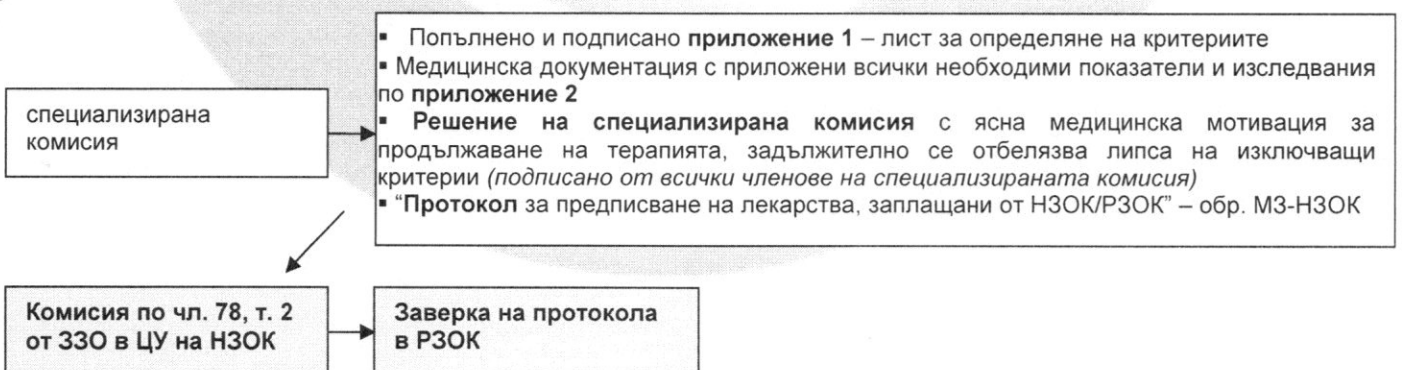 специализирана
комисия
▪ Попълнено и подписано приложение 1 – лист за определяне на критериите
▪ Медицинска документация с приложени всички необходими показатели и изследвания
по приложение 2
▪ Решение на специализирана комисия с ясна медицинска мотивация за
продължаване на терапията, задължително се отбелязва липса на изключващи
критерии (подписано от всички членове на специализираната комисия)
▪ “Протокол за предписване на лекарства, заплащани от НЗОК/РЗОК” – обр. МЗ-НЗОК
Комисия по чл. 78, т. 2
от ЗЗО в ЦУ на НЗОК
Заверка на протокола
в РЗОК